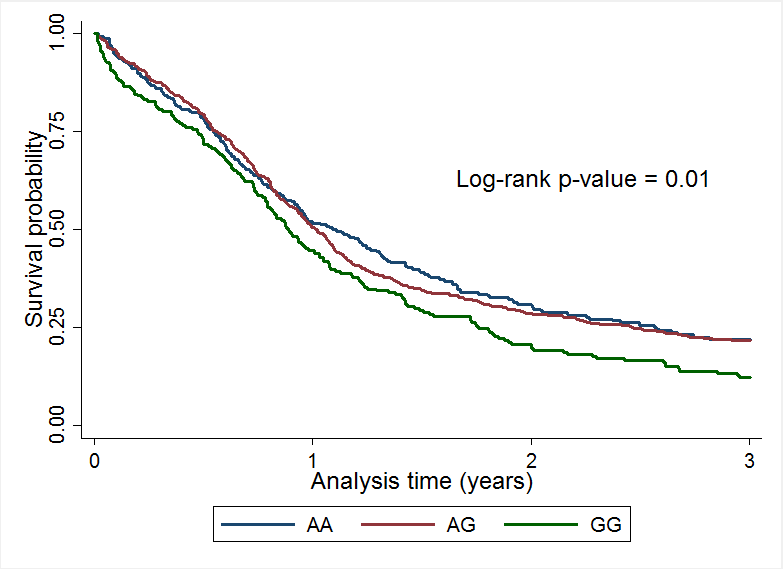 1.00
0.75
0.50
0.25
0.00
Survival probability
Log-rank p-value = 0.01
0 1 2 3
Analysis time (years)
AA AG GG